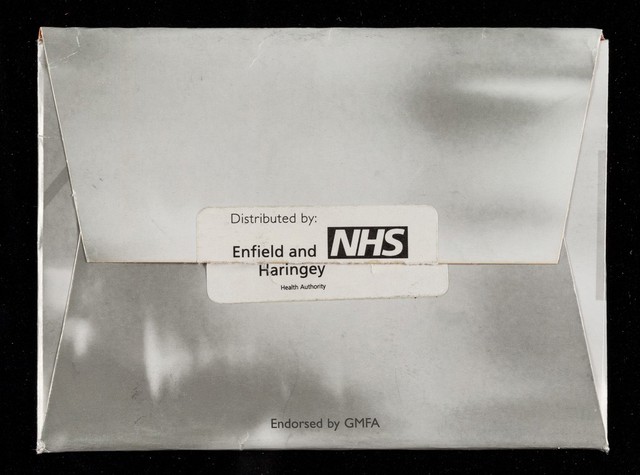 Distributed by:
Enfield and NHS
Haringey
Health Authority
Endorsed by GMFA